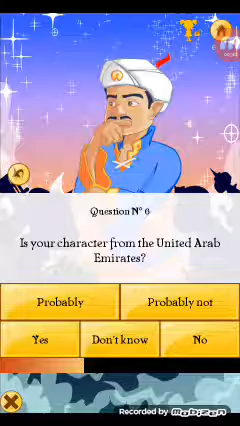 Question N° 6
Is your character from the United Arab
Emirates?
Probably
Probably not
Yes
Don't know
No
Recorded by Mobizen